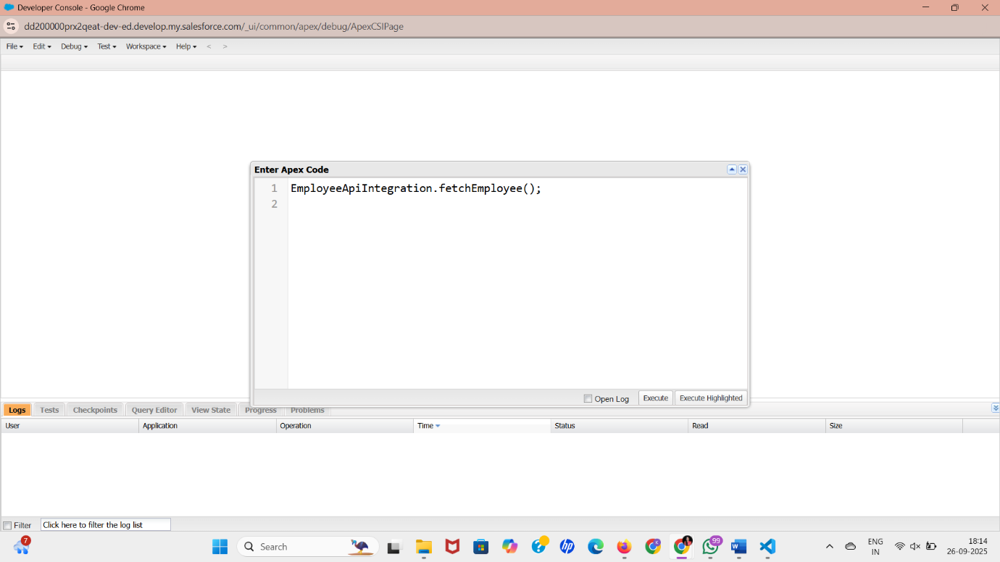 Developer Console - Google Chrome
dd200000prx2qeat-dev-ed.develop.my.salesforce.com/_ui/common/apex/debug/ApexCSIPage
File Edit Debug Test Workspace Help < >
Enter Apex Code
1 EmployeeApiIntegration.fetchEmployee();
2
Open Log Execute Execute Highlighted
Logs Tests Checkpoints Query Editor View State Progress Problems
User Application Operation Time Status Read Size
Filter Click here to filter the log list
7 Search hp 99 W ENG 18:14
IN 26-09-2025